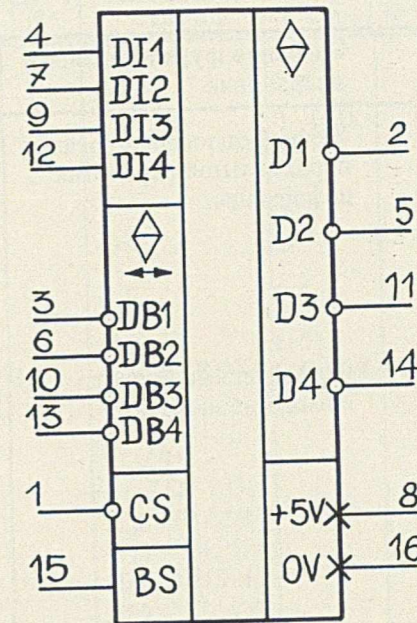 4 DI1
7 DI2
9 DI3
12 DI4
3 DB1
6 DB2
10 DB3
13 DB4
1 CS
15 BS
D1 2
D2 5
D3 11
D4 14
+5V 8
0V 16